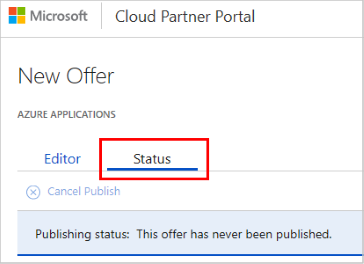 Microsoft Cloud Partner Portal
New Offer
AZURE APPLICATIONS
Editor Status
Cancel Publish
Publishing status: This offer has never been published.